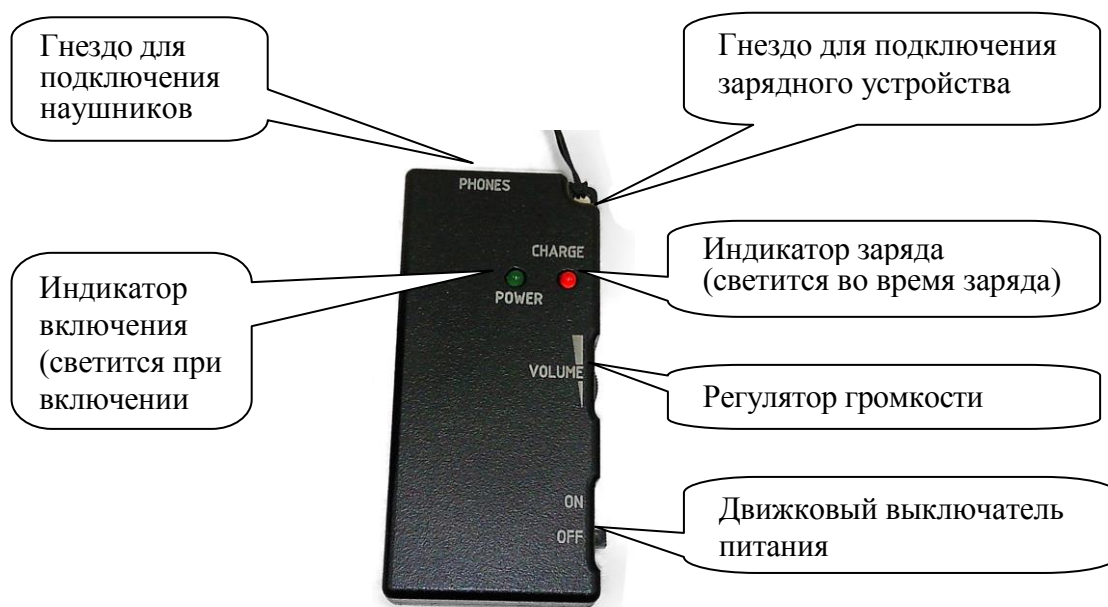 Гнездо для
подключения
наушников
Гнездо для подключения
зарядного устройства
PHONES
CHARGE
POWER
Индикатор
включения
(светится при
включении
Индикатор заряда
(светится во время заряда)
VOLUME
Регулятор громкости
ON
OFF
Движковый выключатель
питания